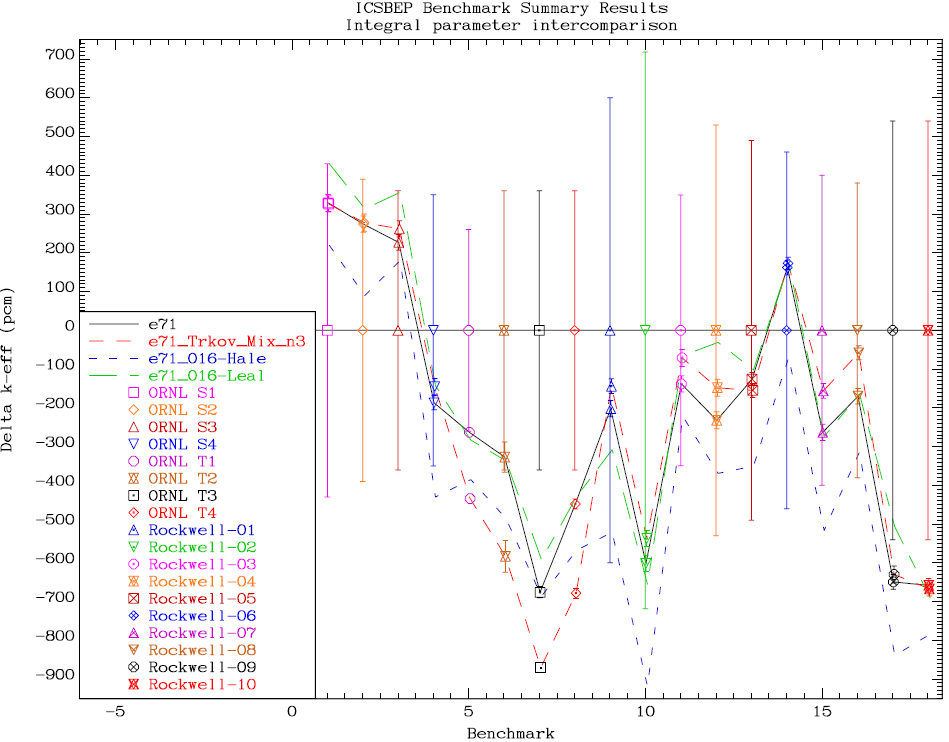 ICSBEP Benchmark Summary Results
Integral parameter intercomparison
700
600
500
400
300
200
100
0
-100
-200
-300
-400
-500
-600
-700
-800
-900
Delta k-eff (pcm)
e71
e71_Trkov_Mix_n3
e71_O16-Hale
e71_O16-Leal
ORNL S1
ORNL S2
ORNL S3
ORNL S4
ORNL T1
ORNL T2
ORNL T3
ORNL T4
Rockwell-01
Rockwell-02
Rockwell-03
Rockwell-04
Rockwell-05
Rockwell-06
Rockwell-07
Rockwell-08
Rockwell-09
Rockwell-10
-5 0 5 10 15
Benchmark